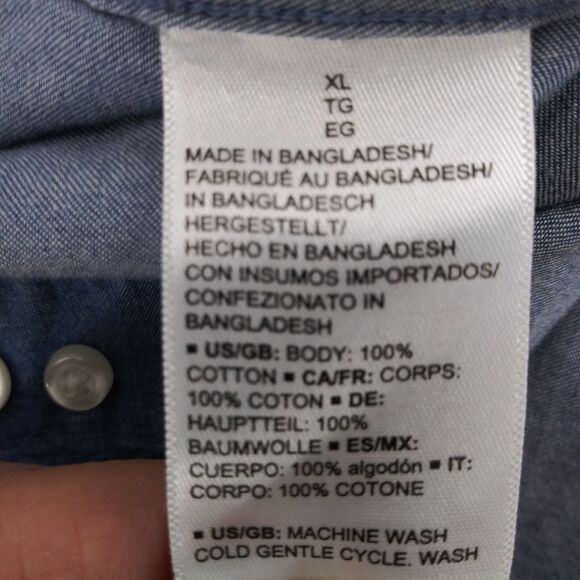 XL
TG
EG
MADE IN BANGLADESH/
FABRIQUÉ AU BANGLADESH/
IN BANGLADESCH
HERGESTELLT/
HECHO EN BANGLADESH
CON INSUMOS IMPORTADOS/
CONFEZIONATO IN
BANGLADESH
▪ US/GB: BODY: 100%
COTTON ▪ CA/FR: CORPS:
100% COTON ▪ DE:
HAUPTTEIL: 100%
BAUMWOLLE ▪ ES/MX:
CUERPO: 100% algodón ▪ IT:
CORPO: 100% COTONE
▪ US/GB: MACHINE WASH
COLD GENTLE CYCLE. WASH